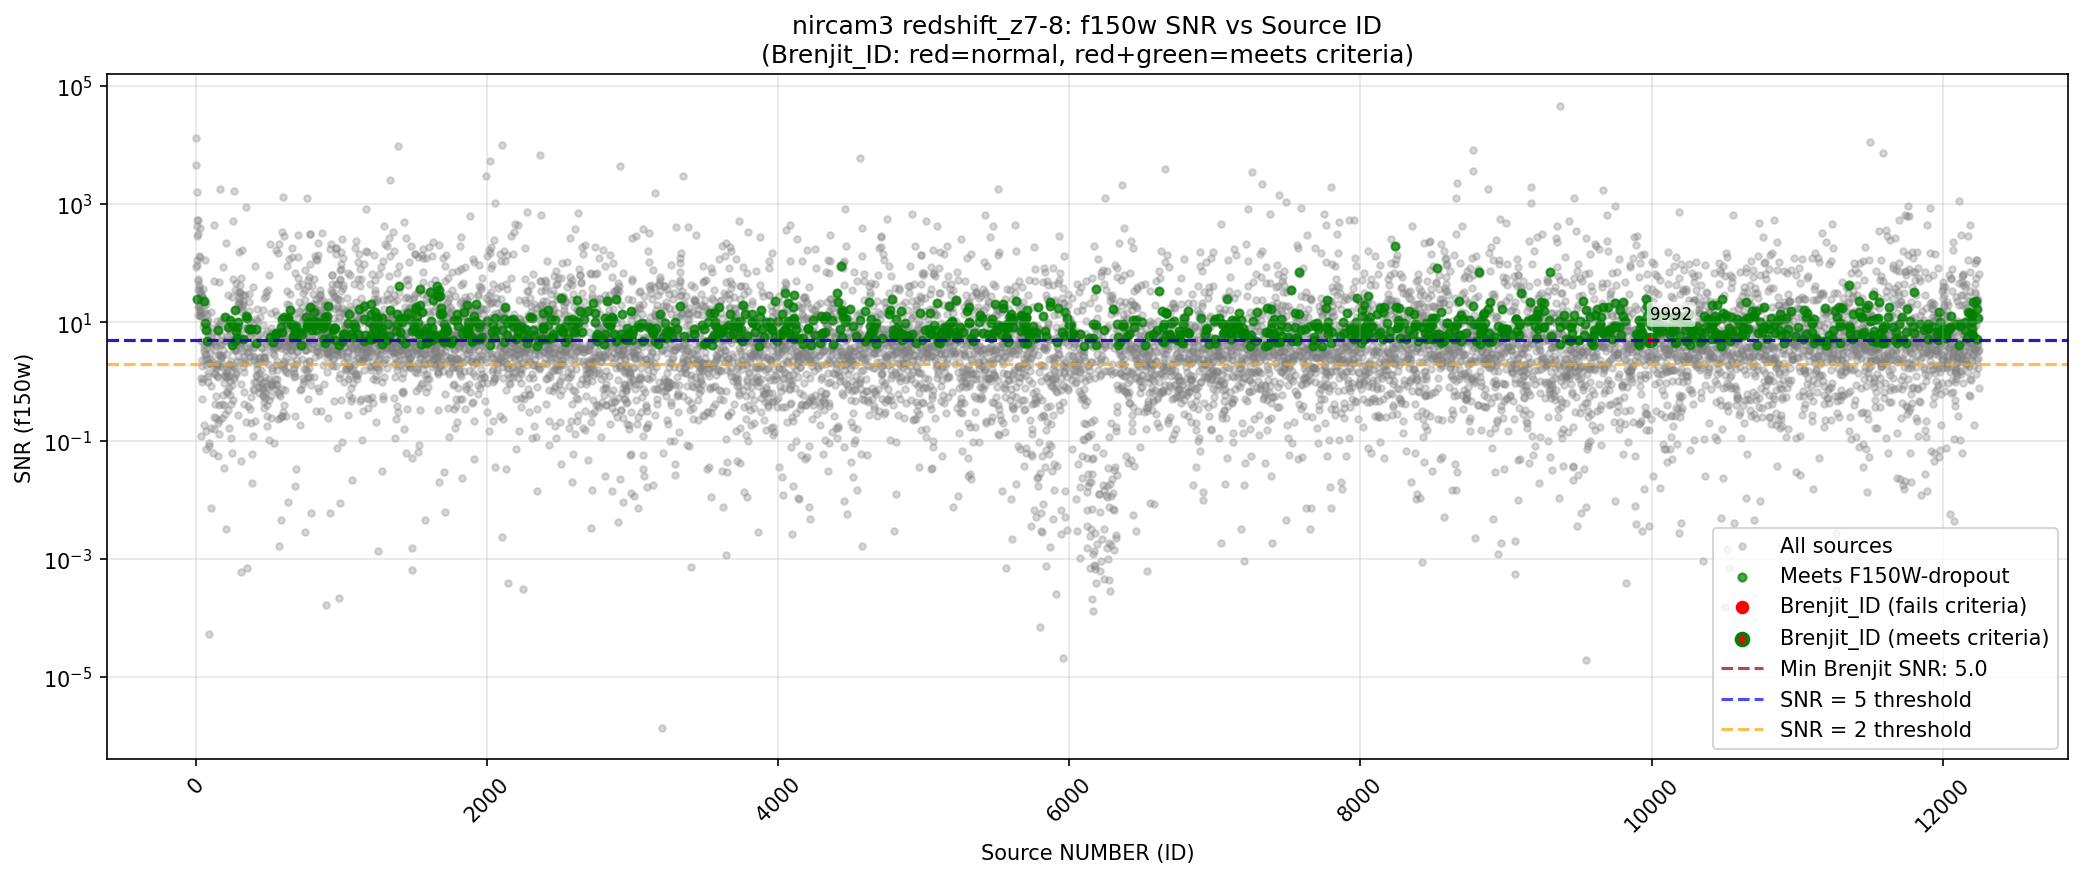 nircam3 redshift_z7-8: f150w SNR vs Source ID
(Brenjit_ID: red=normal, red+green=meets criteria)
SNR (f150w)
10^5
10^3
10^1
10^-1
10^-3
10^-5
9992
All sources
Meets F150W-dropout
Brenjit_ID (fails criteria)
Brenjit_ID (meets criteria)
Min Brenjit SNR: 5.0
SNR = 5 threshold
SNR = 2 threshold
0
2000
4000
6000
8000
10000
12000
Source NUMBER (ID)